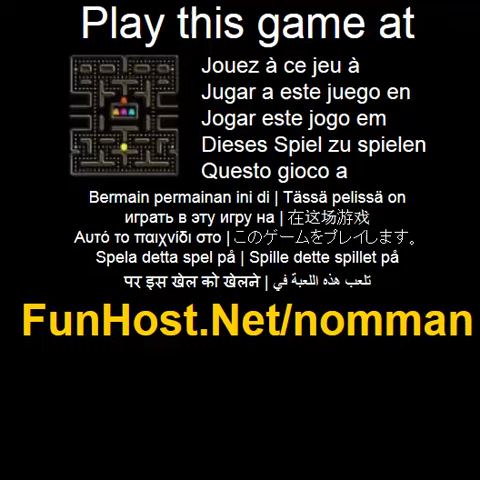 Play this game at
Jouez à ce jeu à
Jugar a este juego en
Jogar este jogo em
Dieses Spiel zu spielen
Questo gioco a
Bermain permainan ini di | Tässä pelissä on
играть в эту игру на | 在这场游戏
Αυτό το παιχνίδι στο | このゲームをプレイします。
Spela detta spel på | Spille dette spillet på
पर इस खेल को खेलने | تلعب هذه اللعبة في
FunHost.Net/nomman